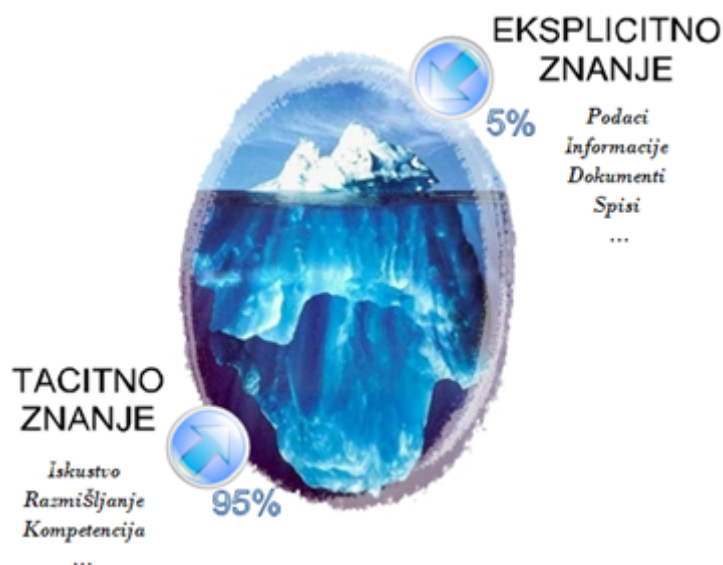 EKSPLICITNO
ZNANJE
5%
Podaci
Informacije
Dokumenti
Spisi
...
TACITNO
ZNANJE
95%
Iskustvo
RazmiŠljanje
Kompetencija
...